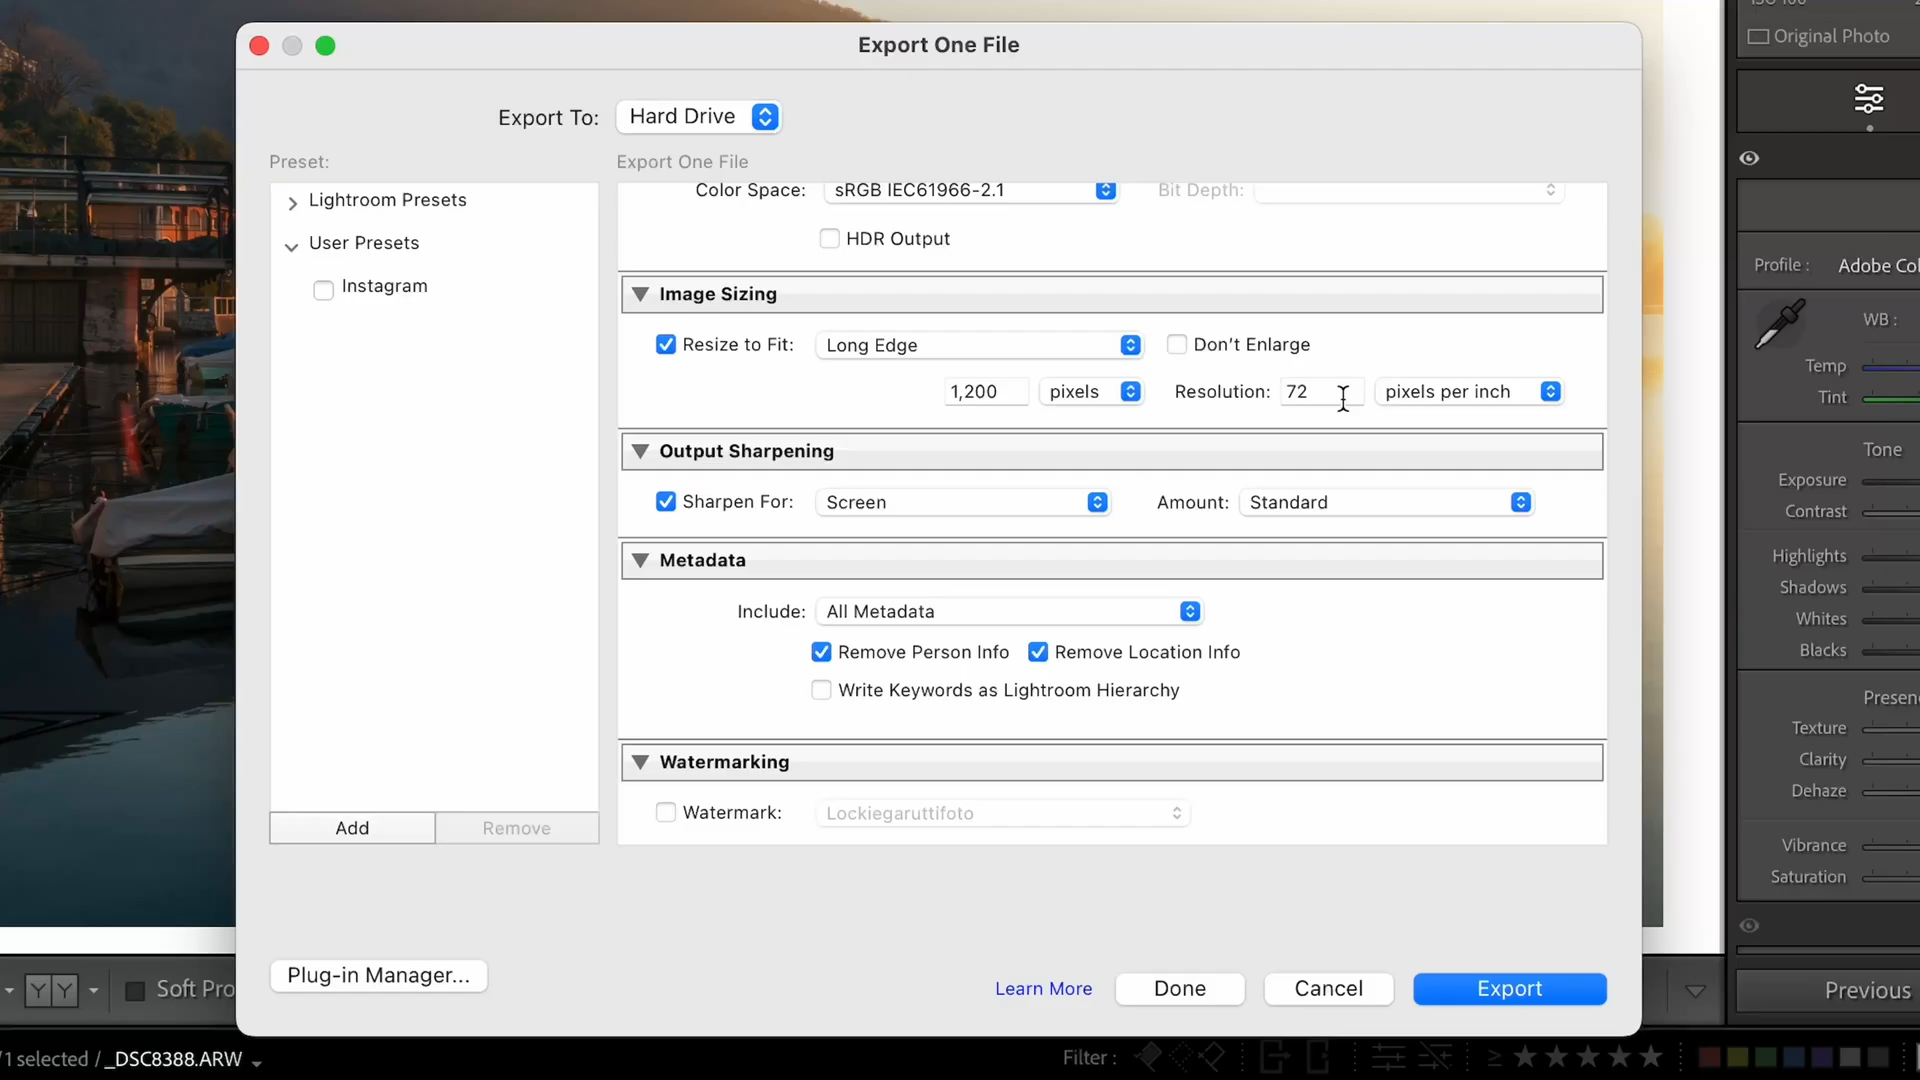 Export One File
Export To: Hard Drive
Preset:
Export One File
Lightroom Presets
User Presets
Instagram
Add
Remove
Color Space: sRGB IEC61966-2.1 Bit Depth:
HDR Output
Image Sizing
Resize to Fit: Long Edge Don't Enlarge
1,200 pixels Resolution: 72 pixels per inch
Output Sharpening
Sharpen For: Screen Amount: Standard
Metadata
Include: All Metadata
Remove Person Info Remove Location Info
Write Keywords as Lightroom Hierarchy
Watermarking
Watermark: Lockiegaruttifoto
Plug-in Manager...
Learn More Done Cancel Export
Original Photo
Profile : Adobe Col
WB :
Temp
Tint
Tone
Exposure
Contrast
Highlights
Shadows
Whites
Blacks
Presenc
Texture
Clarity
Dehaze
Vibrance
Saturation
Previous
YY Soft Pro
1 selected / _DSC8388.ARW
Filter : ≥